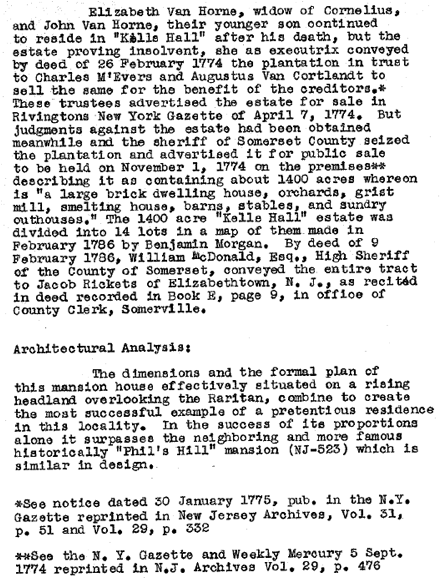 Elizabeth Van Horne, widow of Cornelius,
and John Van Horne, their younger son continued
to reside in "Kells Hall" after his death, but the
estate proving insolvent, she as executrix conveyed
by deed of 26 February 1774 the plantation in trust
to Charles M'Evers and Augustus Van Cortlandt to
sell the same for the benefit of the creditors.*
These trustees advertised the estate for sale in
Rivingtons New York Gazette of April 7, 1774. But
judgments against the estate had been obtained
meanwhile and the sheriff of Somerset County seized
the plantation and advertised it for public sale
to be held on November 1, 1774 on the premises**
describing it as containing about 1400 acres whereon
is "a large brick dwelling house, orchards, grist
mill, smelting house, barns, stables, and sundry
outhouses." The 1400 acre "Kells Hall" estate was
divided into 14 lots in a map of them made in
February 1786 by Benjamin Morgan. By deed of 9
February 1786, William McDonald, Esq., High Sheriff
of the County of Somerset, conveyed the entire tract
to Jacob Rickets of Elizabethtown, N. J., as recited
in deed recorded in Book E, page 9, in office of
County Clerk, Somerville.
Architectural Analysis:
The dimensions and the formal plan of
this mansion house effectively situated on a rising
headland overlooking the Raritan, combine to create
the most successful example of a pretentious residence
in this locality. In the success of its proportions
alone it surpasses the neighboring and more famous
historically "Phil's Hill" mansion (NJ-523) which is
similar in design.
*See notice dated 30 January 1775, pub. in the N.Y.
Gazette reprinted in New Jersey Archives, Vol. 31,
p. 51 and Vol. 29, p. 332
**See the N. Y. Gazette and Weekly Mercury 5 Sept.
1774 reprinted in N.J. Archives Vol. 29, p. 476